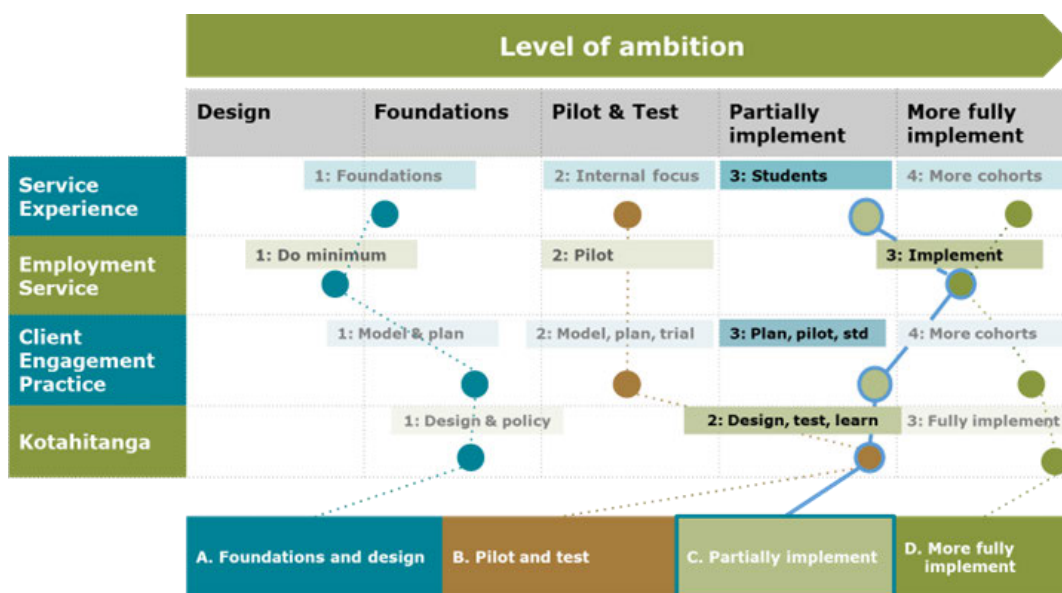 Level of ambition
Design
Foundations
Pilot & Test
Partially
implement
More fully
implement
Service
Experience
1: Foundations
2: Internal focus
3: Students
4: More cohorts
Employment
Service
1: Do minimum
2: Pilot
3: Implement
Client
Engagement
Practice
1: Model & plan
2: Model, plan, trial
3: Plan, pilot, std
4: More cohorts
Kotahitanga
1: Design & policy
2: Design, test, learn
3: Fully implement
A. Foundations and design
B. Pilot and test
C. Partially implement
D. More fully
implement